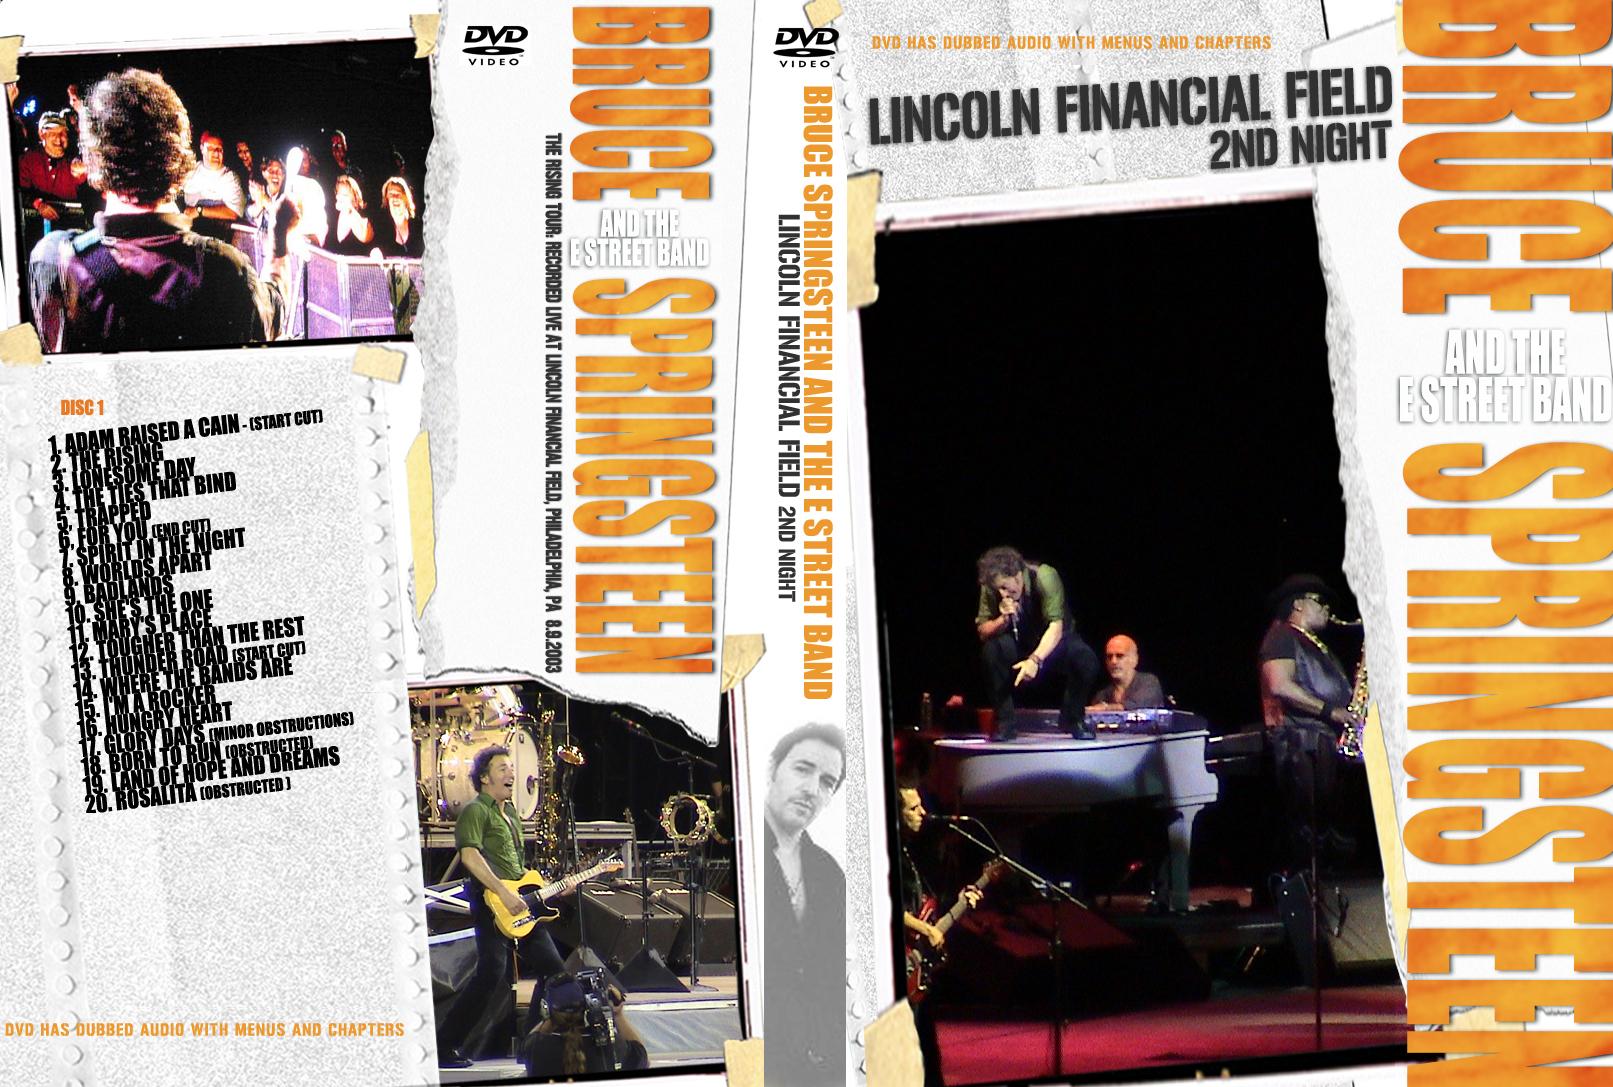 DISC 1
1. ADAM RAISED A CAIN - (START CUT)
2. THE RISING
3. LONESOME DAY
4. THE TIES THAT BIND
5. TRAPPED
6. FOR YOU (END CUT)
7. SPIRIT IN THE NIGHT
8. WORLDS APART
9. BADLANDS
10. SHE'S THE ONE
11. MARY'S PLACE
12. TOUGHER THAN THE REST
13. THUNDER ROAD (START CUT)
14. WHERE THE BANDS ARE
15. I'M A ROCKER
16. HUNGRY HEART
17. GLORY DAYS (MINOR OBSTRUCTIONS)
18. BORN TO RUN (OBSTRUCTED)
19. LAND OF HOPE AND DREAMS
20. ROSALITA (OBSTRUCTED )
DVD HAS DUBBED AUDIO WITH MENUS AND CHAPTERS
DVD
VIDEO
BRUCE
AND THE
E STREET BAND
SPRINGSTEEN
THE RISING TOUR: RECORDED LIVE AT LINCOLN FINANCIAL FIELD, PHILADELPHIA, PA 8.9.2003
DVD
VIDEO
BRUCE SPRINGSTEEN AND THE E STREET BAND
LINCOLN FINANCIAL FIELD 2ND NIGHT
DVD HAS DUBBED AUDIO WITH MENUS AND CHAPTERS
LINCOLN FINANCIAL FIELD
2ND NIGHT
BRUCE
AND THE
E STREET BAND
SPRINGSTEEN